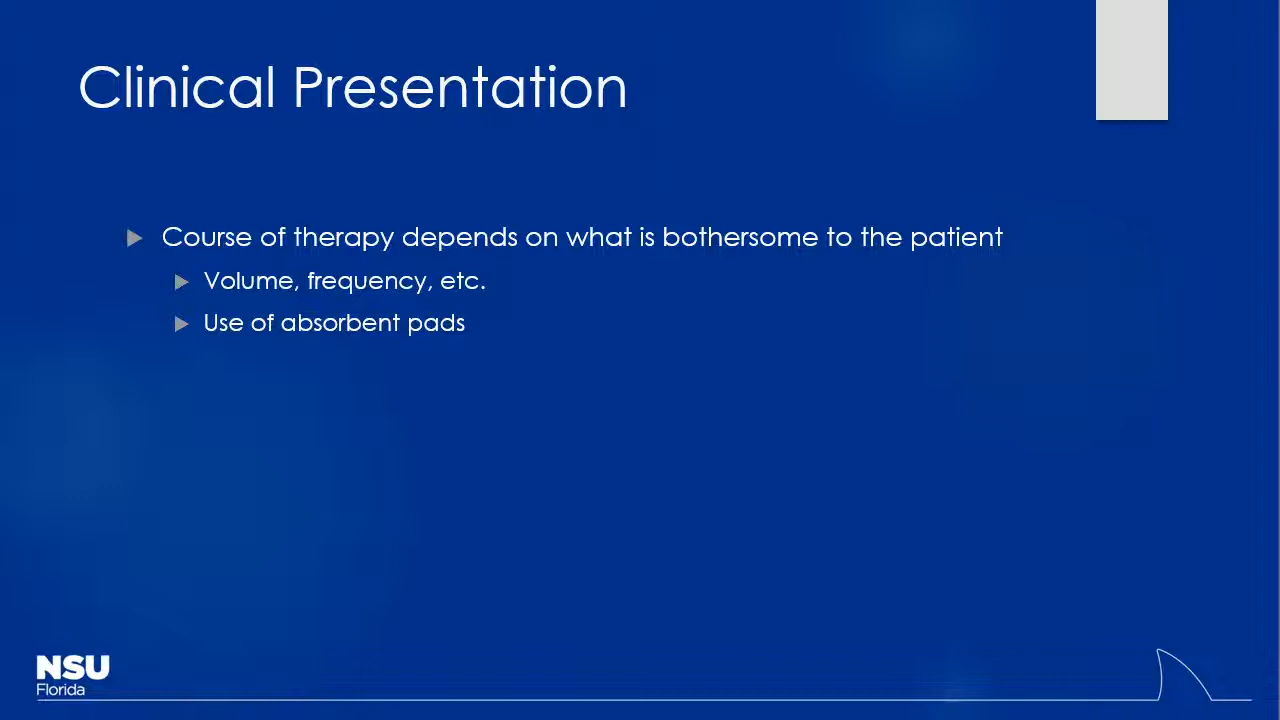 Clinical Presentation
Course of therapy depends on what is bothersome to the patient
Volume, frequency, etc.
Use of absorbent pads
NSU
Florida